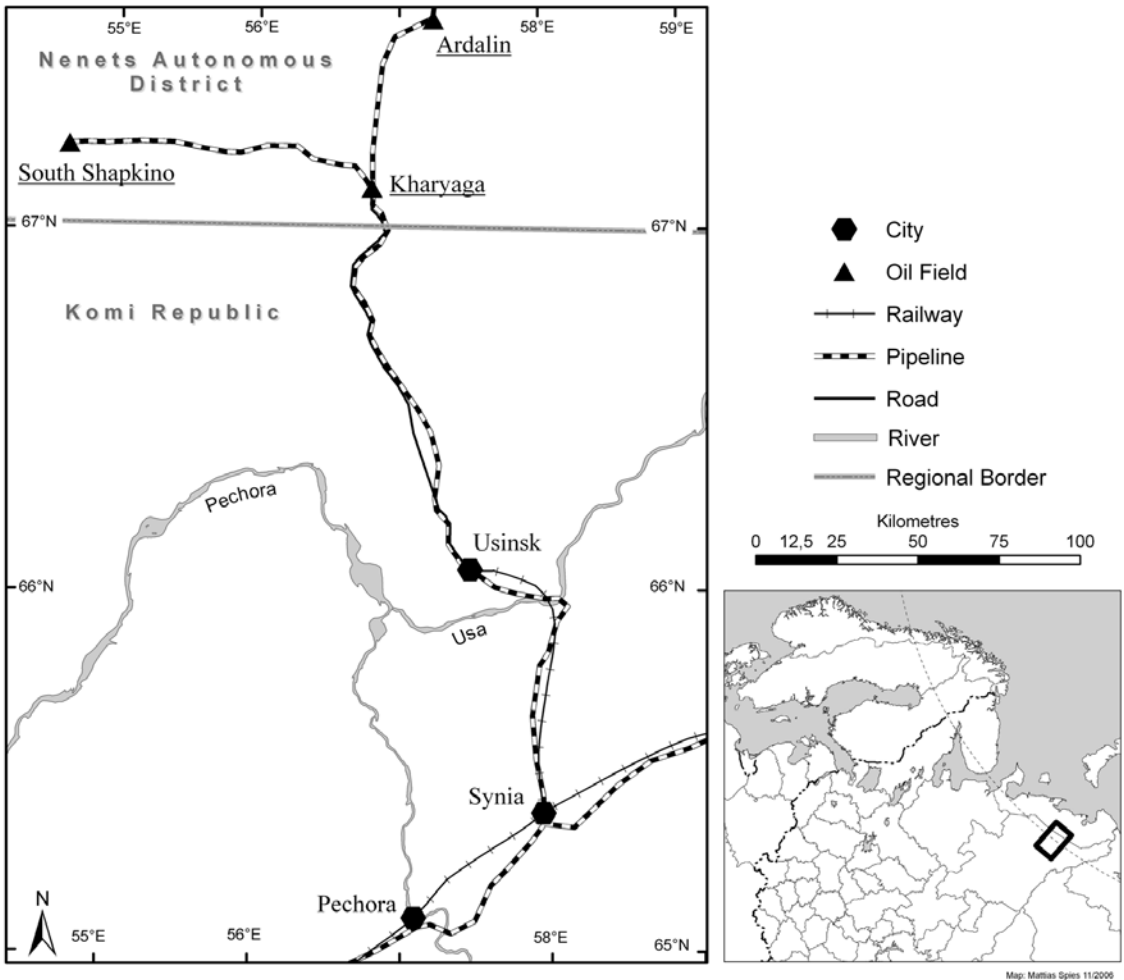 55°E
56°E
58°E
59°E
Ardalin
Nenets Autonomous
District
South Shapkino
Kharyaga
67°N
67°N
Komi Republic
Pechora
Usinsk
66°N
66°N
Usa
Synia
Pechora
N
55°E
56°E
58°E
65°N
City
Oil Field
Railway
Pipeline
Road
River
Regional Border
Kilometres
0 12,5 25 50 75 100
Map: Mattias Spies 11/2006